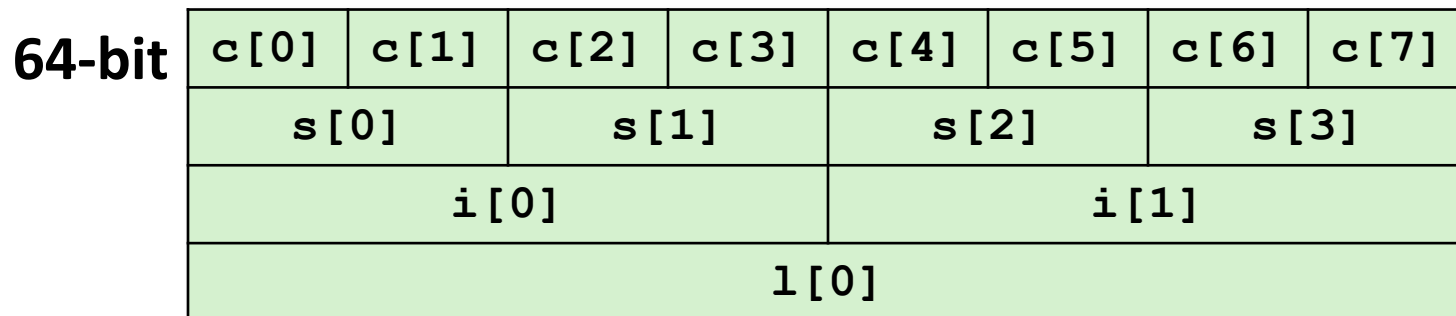 64-bit c[0] c[1] c[2] c[3] c[4] c[5] c[6] c[7]
s[0] s[1] s[2] s[3]
i[0] i[1]
l[0]